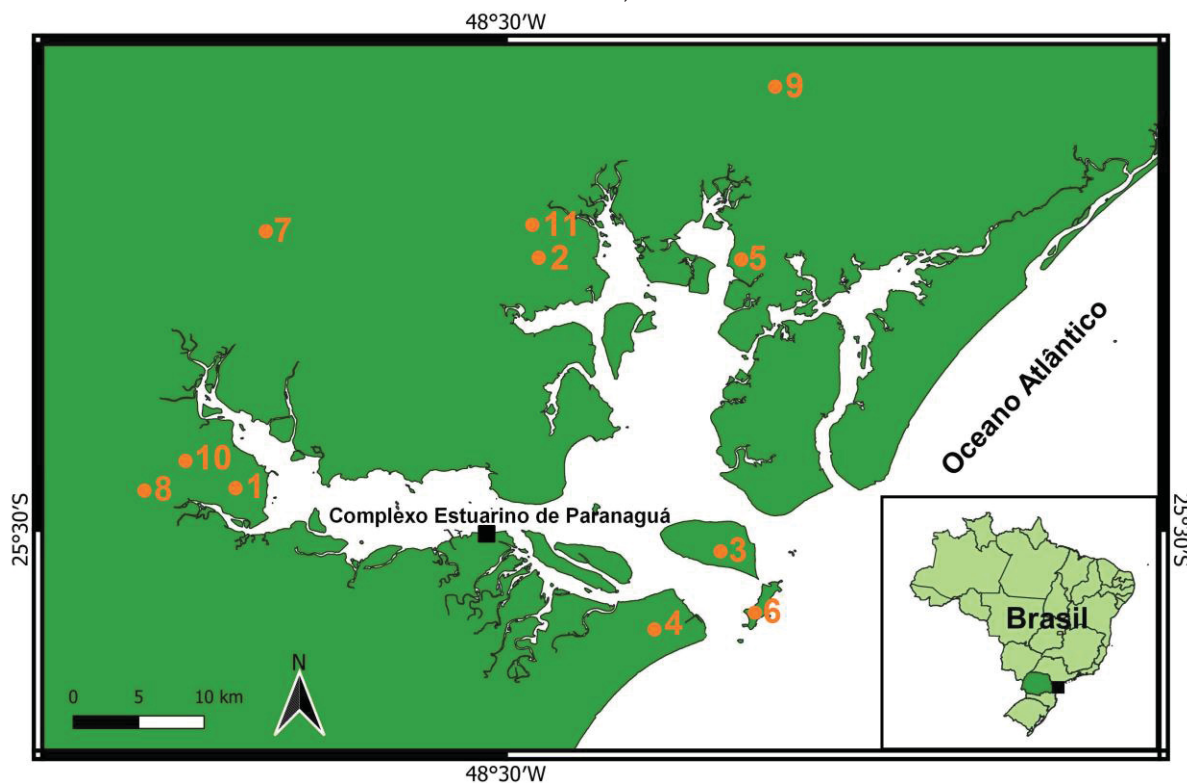 48°30′W
9
7
11
2
5
10
8
1
Oceano Atlântico
25°30′S
25°30′S
Complexo Estuarino de Paranaguá
3
6
4
Brasil
N
0 5 10 km
48°30′W